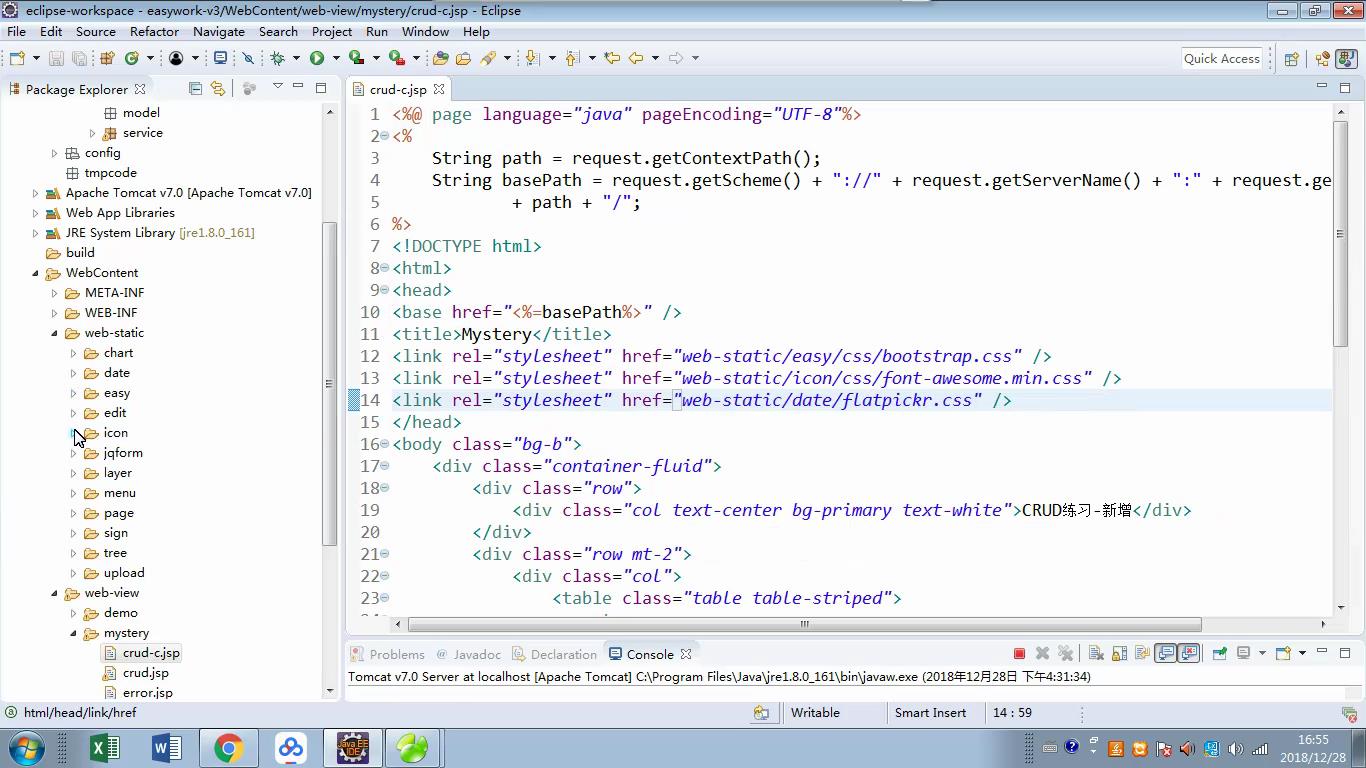 eclipse-workspace - easywork-v3/WebContent/web-view/mystery/crud-c.jsp - Eclipse
File Edit Source Refactor Navigate Search Project Run Window Help
Quick Access
Package Explorer
model
service
config
tmpcode
Apache Tomcat v7.0 [Apache Tomcat v7.0]
Web App Libraries
JRE System Library [jre1.8.0_161]
build
WebContent
META-INF
WEB-INF
web-static
chart
date
easy
edit
icon
jqform
layer
menu
page
sign
tree
upload
web-view
demo
mystery
crud-c.jsp
crud.jsp
error.jsp
crud-c.jsp
1 <%@ page language="java" pageEncoding="UTF-8"%>
2 <%
3 String path = request.getContextPath();
4 String basePath = request.getScheme() + "://" + request.getServerName() + ":" + request.ge
5 + path + "/";
6 %>
7 <!DOCTYPE html>
8 <html>
9 <head>
10 <base href="<%=basePath%>" />
11 <title>Mystery</title>
12 <link rel="stylesheet" href="web-static/easy/css/bootstrap.css" />
13 <link rel="stylesheet" href="web-static/icon/css/font-awesome.min.css" />
14 <link rel="stylesheet" href="web-static/date/flatpickr.css" />
15 </head>
16 <body class="bg-b">
17 <div class="container-fluid">
18 <div class="row">
19 <div class="col text-center bg-primary text-white">CRUD练习-新增</div>
20 </div>
21 <div class="row mt-2">
22 <div class="col">
23 <table class="table table-striped">
Problems @ Javadoc Declaration Console
Tomcat v7.0 Server at localhost [Apache Tomcat] C:\Program Files\Java\jre1.8.0_161\bin\javaw.exe (2018年12月28日 下午4:31:34)
html/head/link/href
Writable
Smart Insert
14 : 59
Java EE
IDE
16:55
2018/12/28